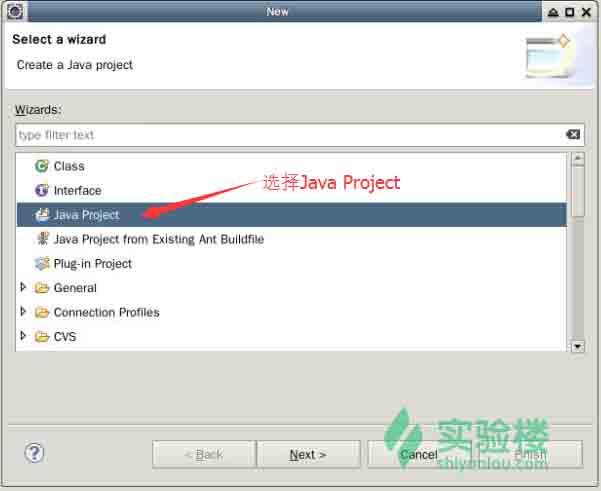 New
Select a wizard
Create a Java project
Wizards:
type filter text
Class
Interface
选择Java Project
Java Project
Java Project from Existing Ant Buildfile
Plug-in Project
General
Connection Profiles
CVS
实验楼
shiyanlou.com
?
< Back
Next >
Cancel
Finish